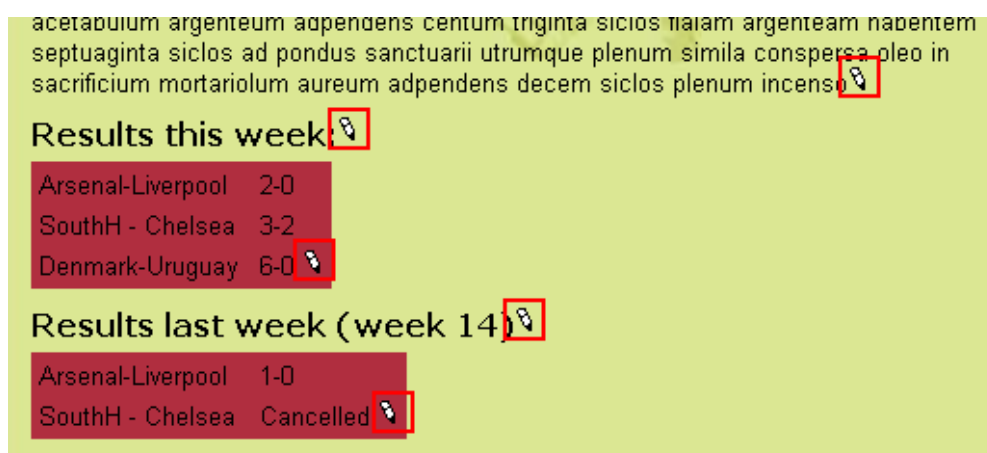 acetabulum argenteum adpendens centum triginta siclos fialam argenteam habentem
septuaginta siclos ad pondus sanctuarii utrumque plenum simila conspersa oleo in
sacrificium mortariolum aureum adpendens decem siclos plenum incenso
Results this week:
Arsenal-Liverpool 2-0
SouthH - Chelsea 3-2
Denmark-Uruguay 6-0
Results last week (week 14)
Arsenal-Liverpool 1-0
SouthH - Chelsea Cancelled